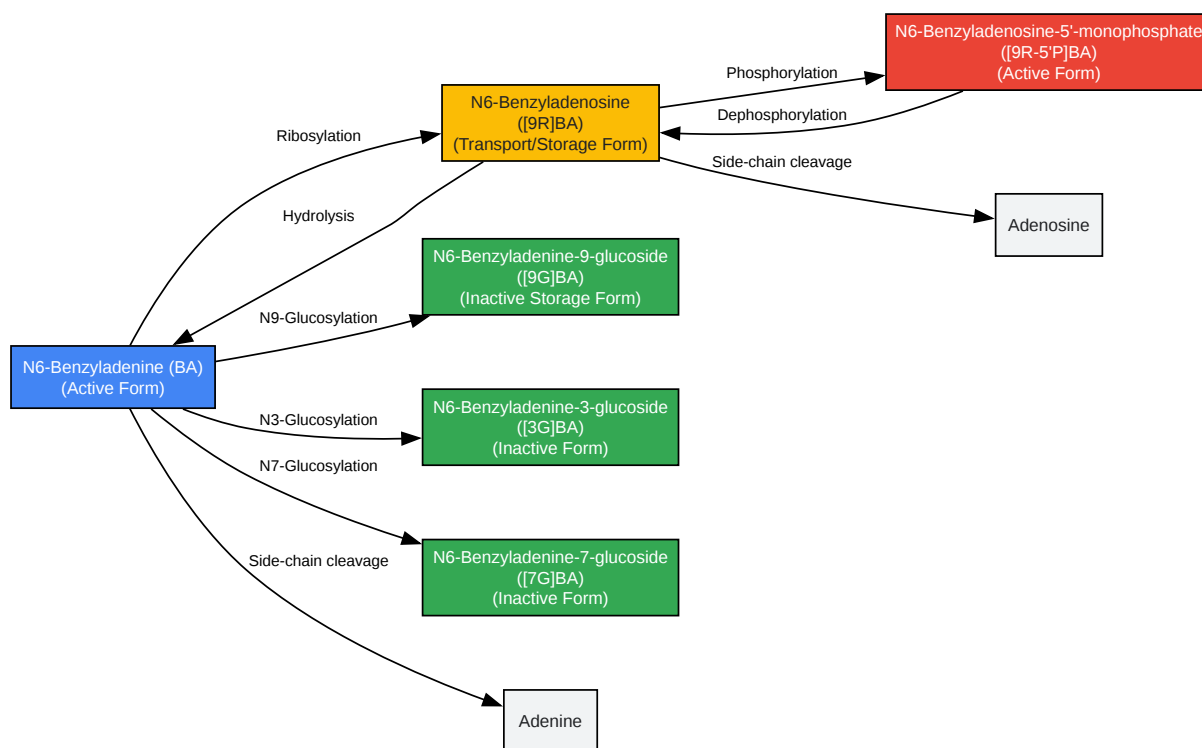 N6-Benzyladenosine-5'-monophosphate
([9R-5'P]BA)
(Active Form)
Phosphorylation
Dephosphorylation
N6-Benzyladenosine
([9R]BA)
(Transport/Storage Form)
Ribosylation
Side-chain cleavage
Adenosine
Hydrolysis
N6-Benzyladenine-9-glucoside
([9G]BA)
(Inactive Storage Form)
N9-Glucosylation
N6-Benzyladenine (BA)
(Active Form)
N3-Glucosylation
N6-Benzyladenine-3-glucoside
([3G]BA)
(Inactive Form)
N7-Glucosylation
N6-Benzyladenine-7-glucoside
([7G]BA)
(Inactive Form)
Side-chain cleavage
Adenine